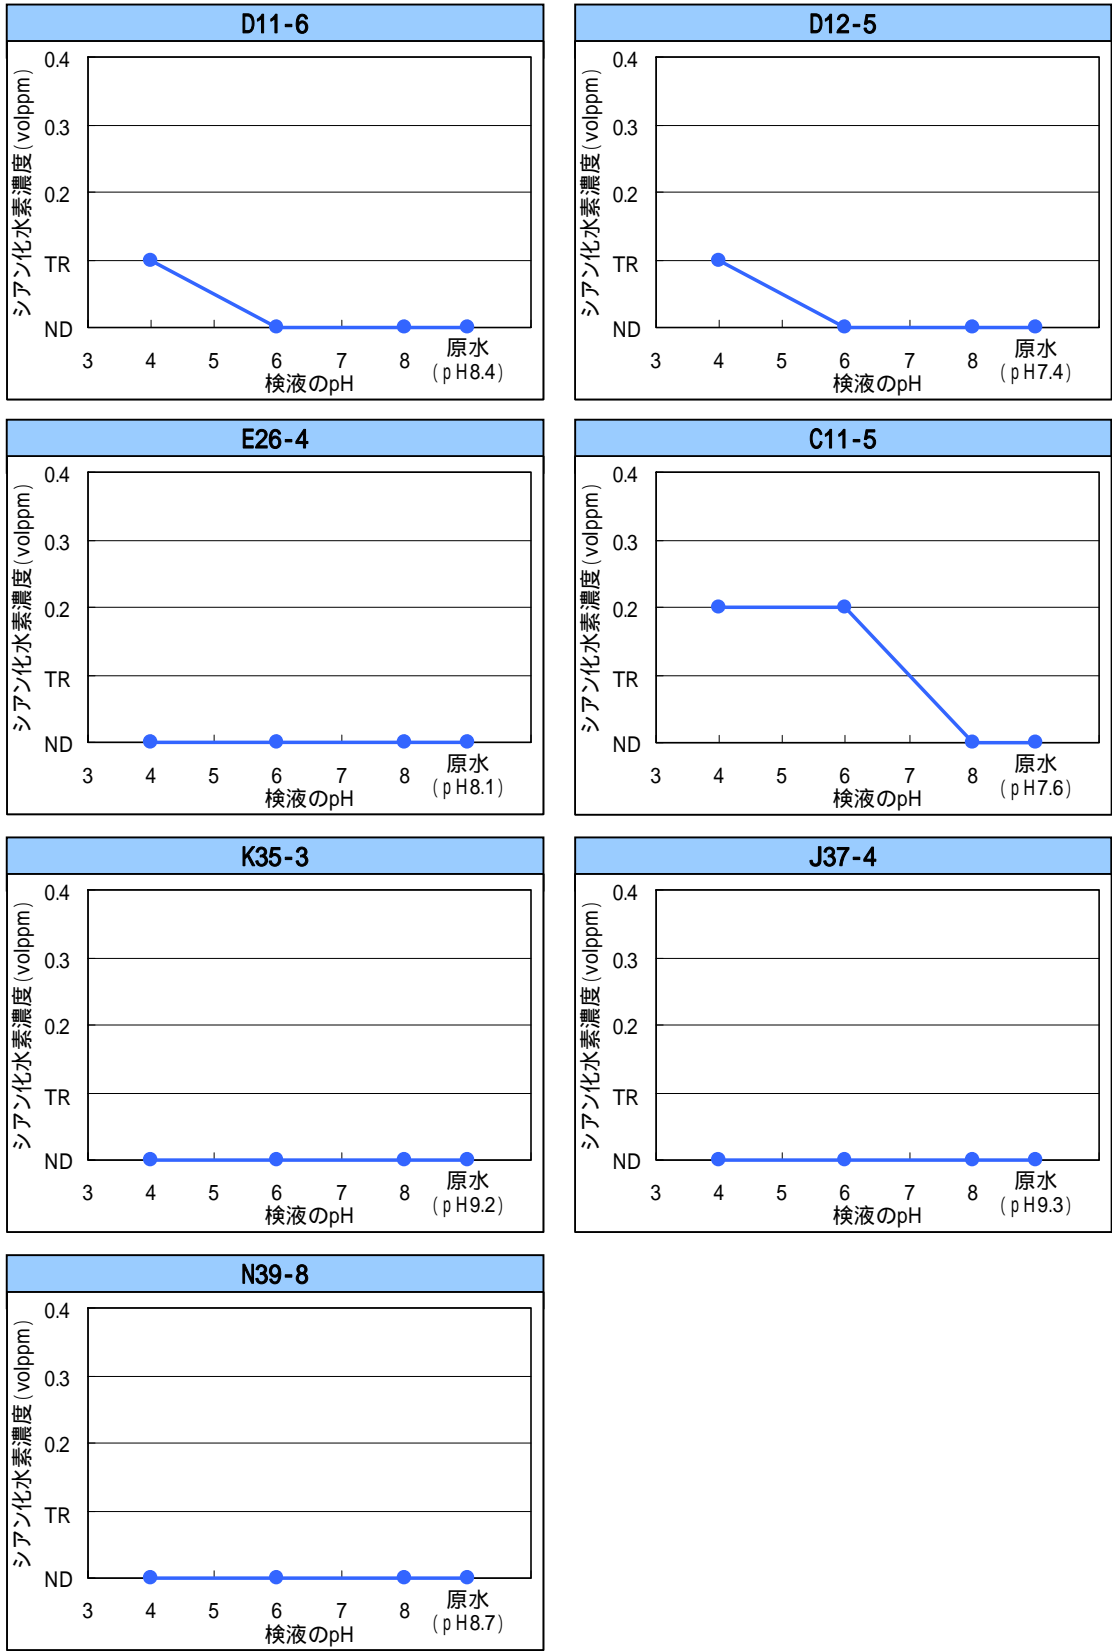 D11-6
シアン化水素濃度(volppm)
0.4
0.3
0.2
TR
ND
3 4 5 6 7 8 原水
(pH8.4)
検液のpH
D12-5
シアン化水素濃度(volppm)
0.4
0.3
0.2
TR
ND
3 4 5 6 7 8 原水
(pH7.4)
検液のpH
E26-4
シアン化水素濃度(volppm)
0.4
0.3
0.2
TR
ND
3 4 5 6 7 8 原水
(pH8.1)
検液のpH
C11-5
シアン化水素濃度(volppm)
0.4
0.3
0.2
TR
ND
3 4 5 6 7 8 原水
(pH7.6)
検液のpH
K35-3
シアン化水素濃度(volppm)
0.4
0.3
0.2
TR
ND
3 4 5 6 7 8 原水
(pH9.2)
検液のpH
J37-4
シアン化水素濃度(volppm)
0.4
0.3
0.2
TR
ND
3 4 5 6 7 8 原水
(pH9.3)
検液のpH
N39-8
シアン化水素濃度(volppm)
0.4
0.3
0.2
TR
ND
3 4 5 6 7 8 原水
(pH8.7)
検液のpH